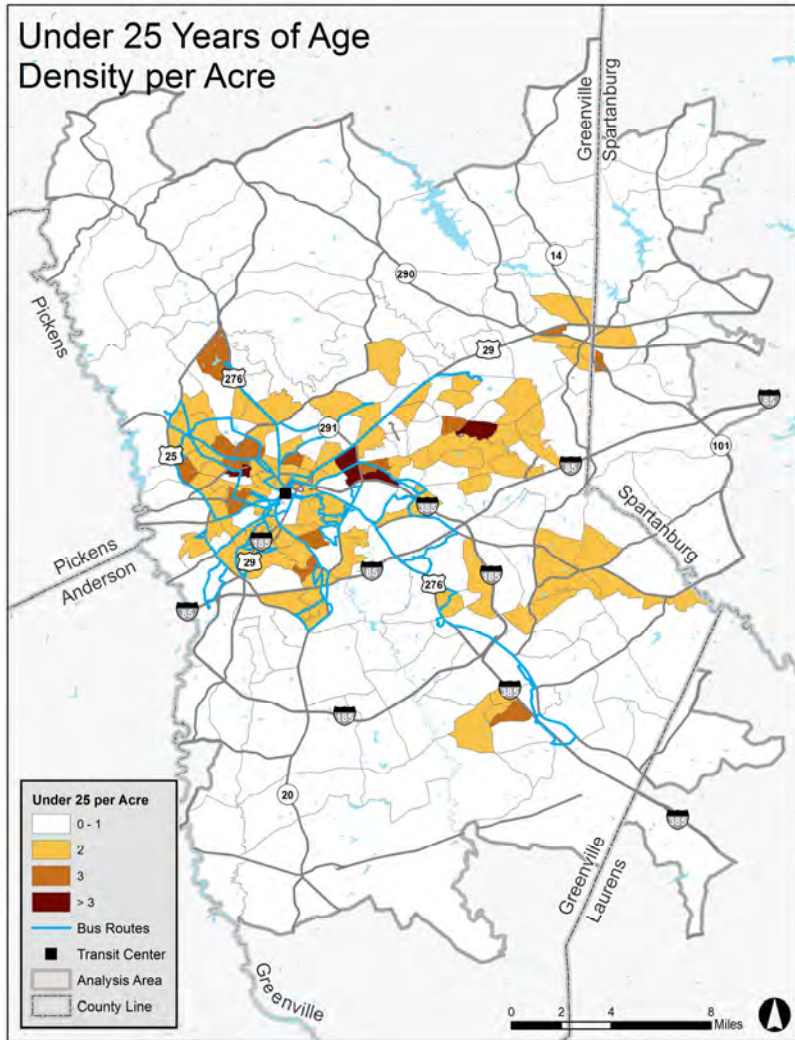 Under 25 Years of Age
Density per Acre
Greenville
Spartanburg
Pickens
14
290
29
276
85
291
25
101
85
385
Spartanburg
185
Pickens
Anderson
29
85
276
185
85
385
185
20
385
Greenville
Laurens
Greenville
Under 25 per Acre
0 - 1
2
3
> 3
Bus Routes
Transit Center
Analysis Area
County Line
0 2 4 8
Miles